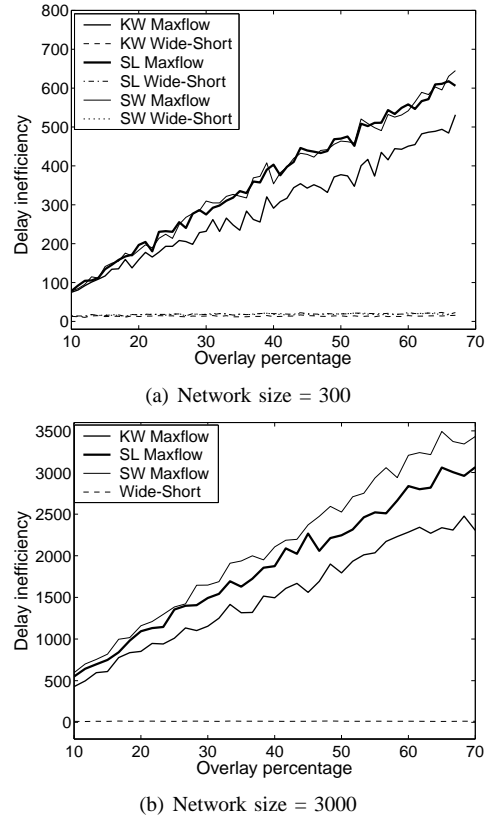 800
700
600
500
400
300
200
100
0
Delay inefficiency
KW Maxflow
KW Wide-Short
SL Maxflow
SL Wide-Short
SW Maxflow
SW Wide-Short
10 20 30 40 50 60 70
Overlay percentage
(a) Network size = 300
3500
3000
2500
2000
1500
1000
500
0
Delay inefficiency
KW Maxflow
SL Maxflow
SW Maxflow
Wide-Short
10 20 30 40 50 60 70
Overlay percentage
(b) Network size = 3000